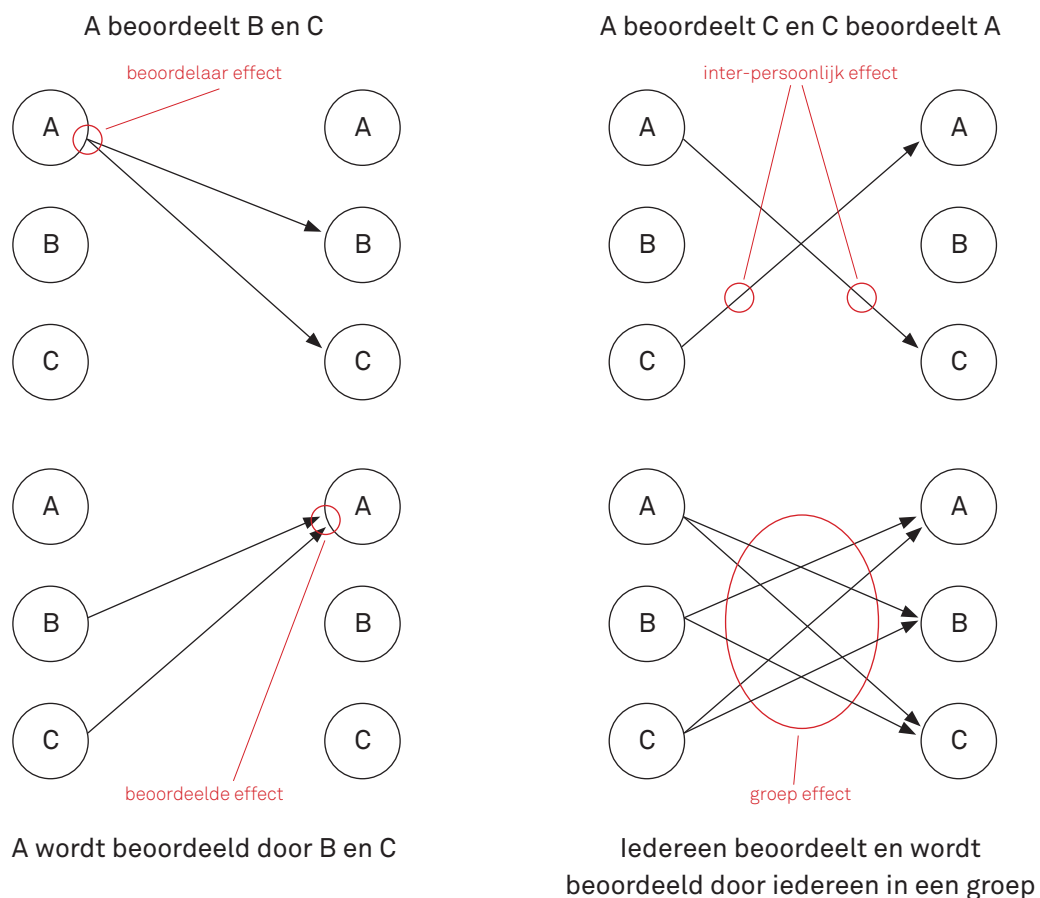 A beoordeelt B en C
beoordelaar effect
A
A
B
B
C
C
A beoordeelt C en C beoordeelt A
inter-persoonlijk effect
A
A
B
B
C
C
A
A
B
B
C
C
beoordeelde effect
A wordt beoordeeld door B en C
A
A
B
B
C
C
groep effect
Iedereen beoordeelt en wordt
beoordeeld door iedereen in een groep